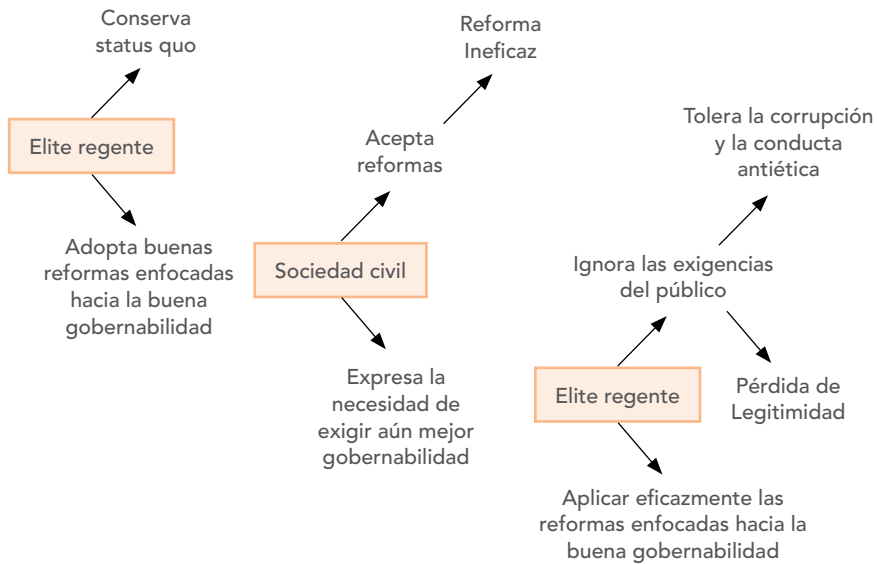 Conserva
status quo
Elite regente
Adopta buenas
reformas enfocadas
hacia la buena
gobernabilidad
Reforma
Ineficaz
Acepta
reformas
Sociedad civil
Expresa la
necesidad de
exigir aún mejor
gobernabilidad
Tolera la corrupción
y la conducta
antiética
Ignora las exigencias
del público
Elite regente
Pérdida de
Legitimidad
Aplicar eficazmente las
reformas enfocadas hacia la
buena gobernabilidad